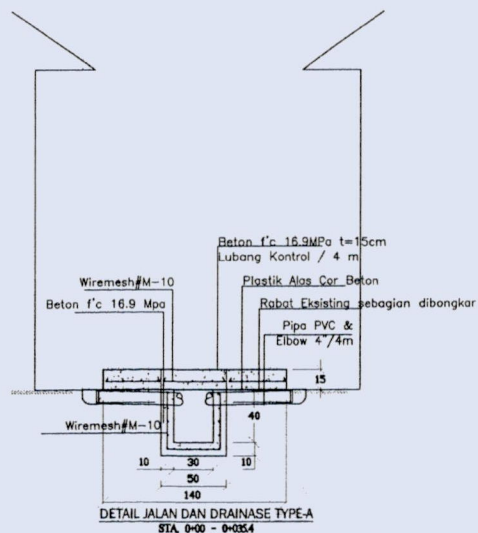 Beton f'c 16.9MPa t=15cm
Lubang Kontrol / 4 m
Wiremesh#M-10
Plastik Alas Cor Beton
Beton f'c 16.9 Mpa
Rabat Eksisting sebagian dibongkar
Pipa PVC &
Elbow 4"/4m
15
40
Wiremesh#M-10
10
30
10
50
140
DETAIL JALAN DAN DRAINASE TYPE-A
STA. 0+00 - 0+035.4